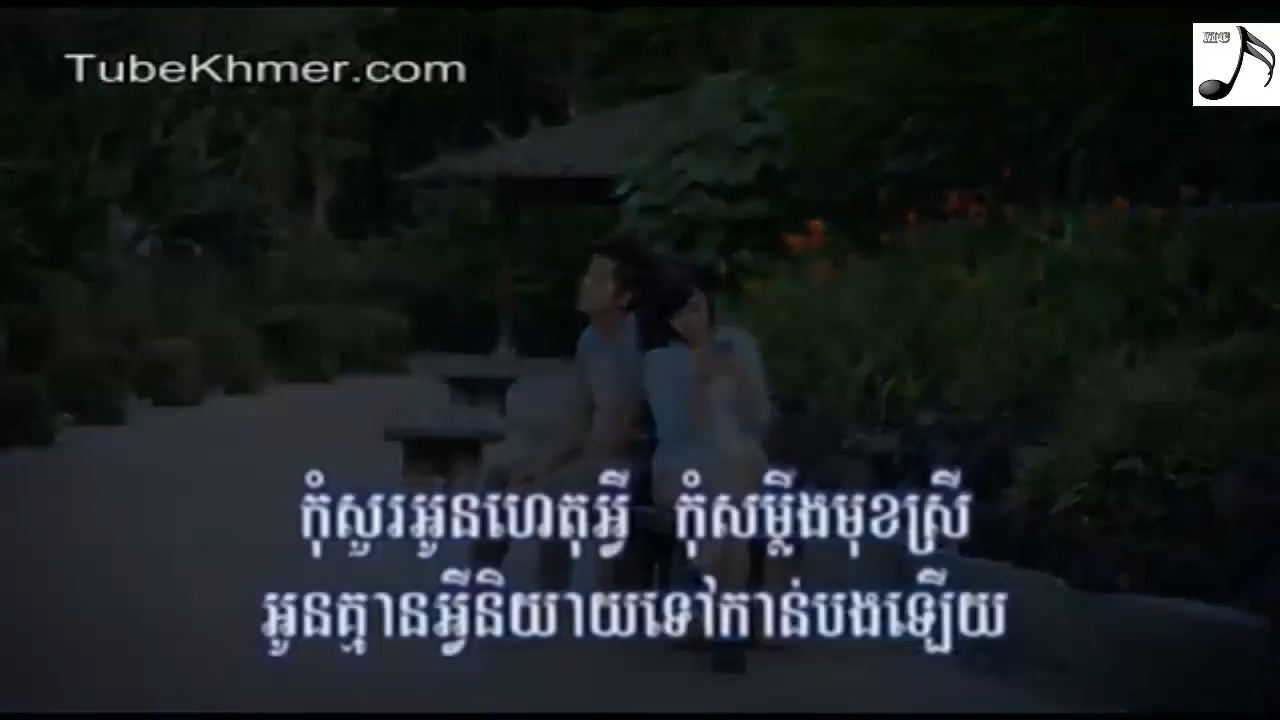 TubeKhmer.com
MNG
កុំសួរអូនហេតុអ្វី កុំសម្លឹងមុខស្រី
អូនគ្មានអ្វីនិយាយទៅកាន់បងឡើយ